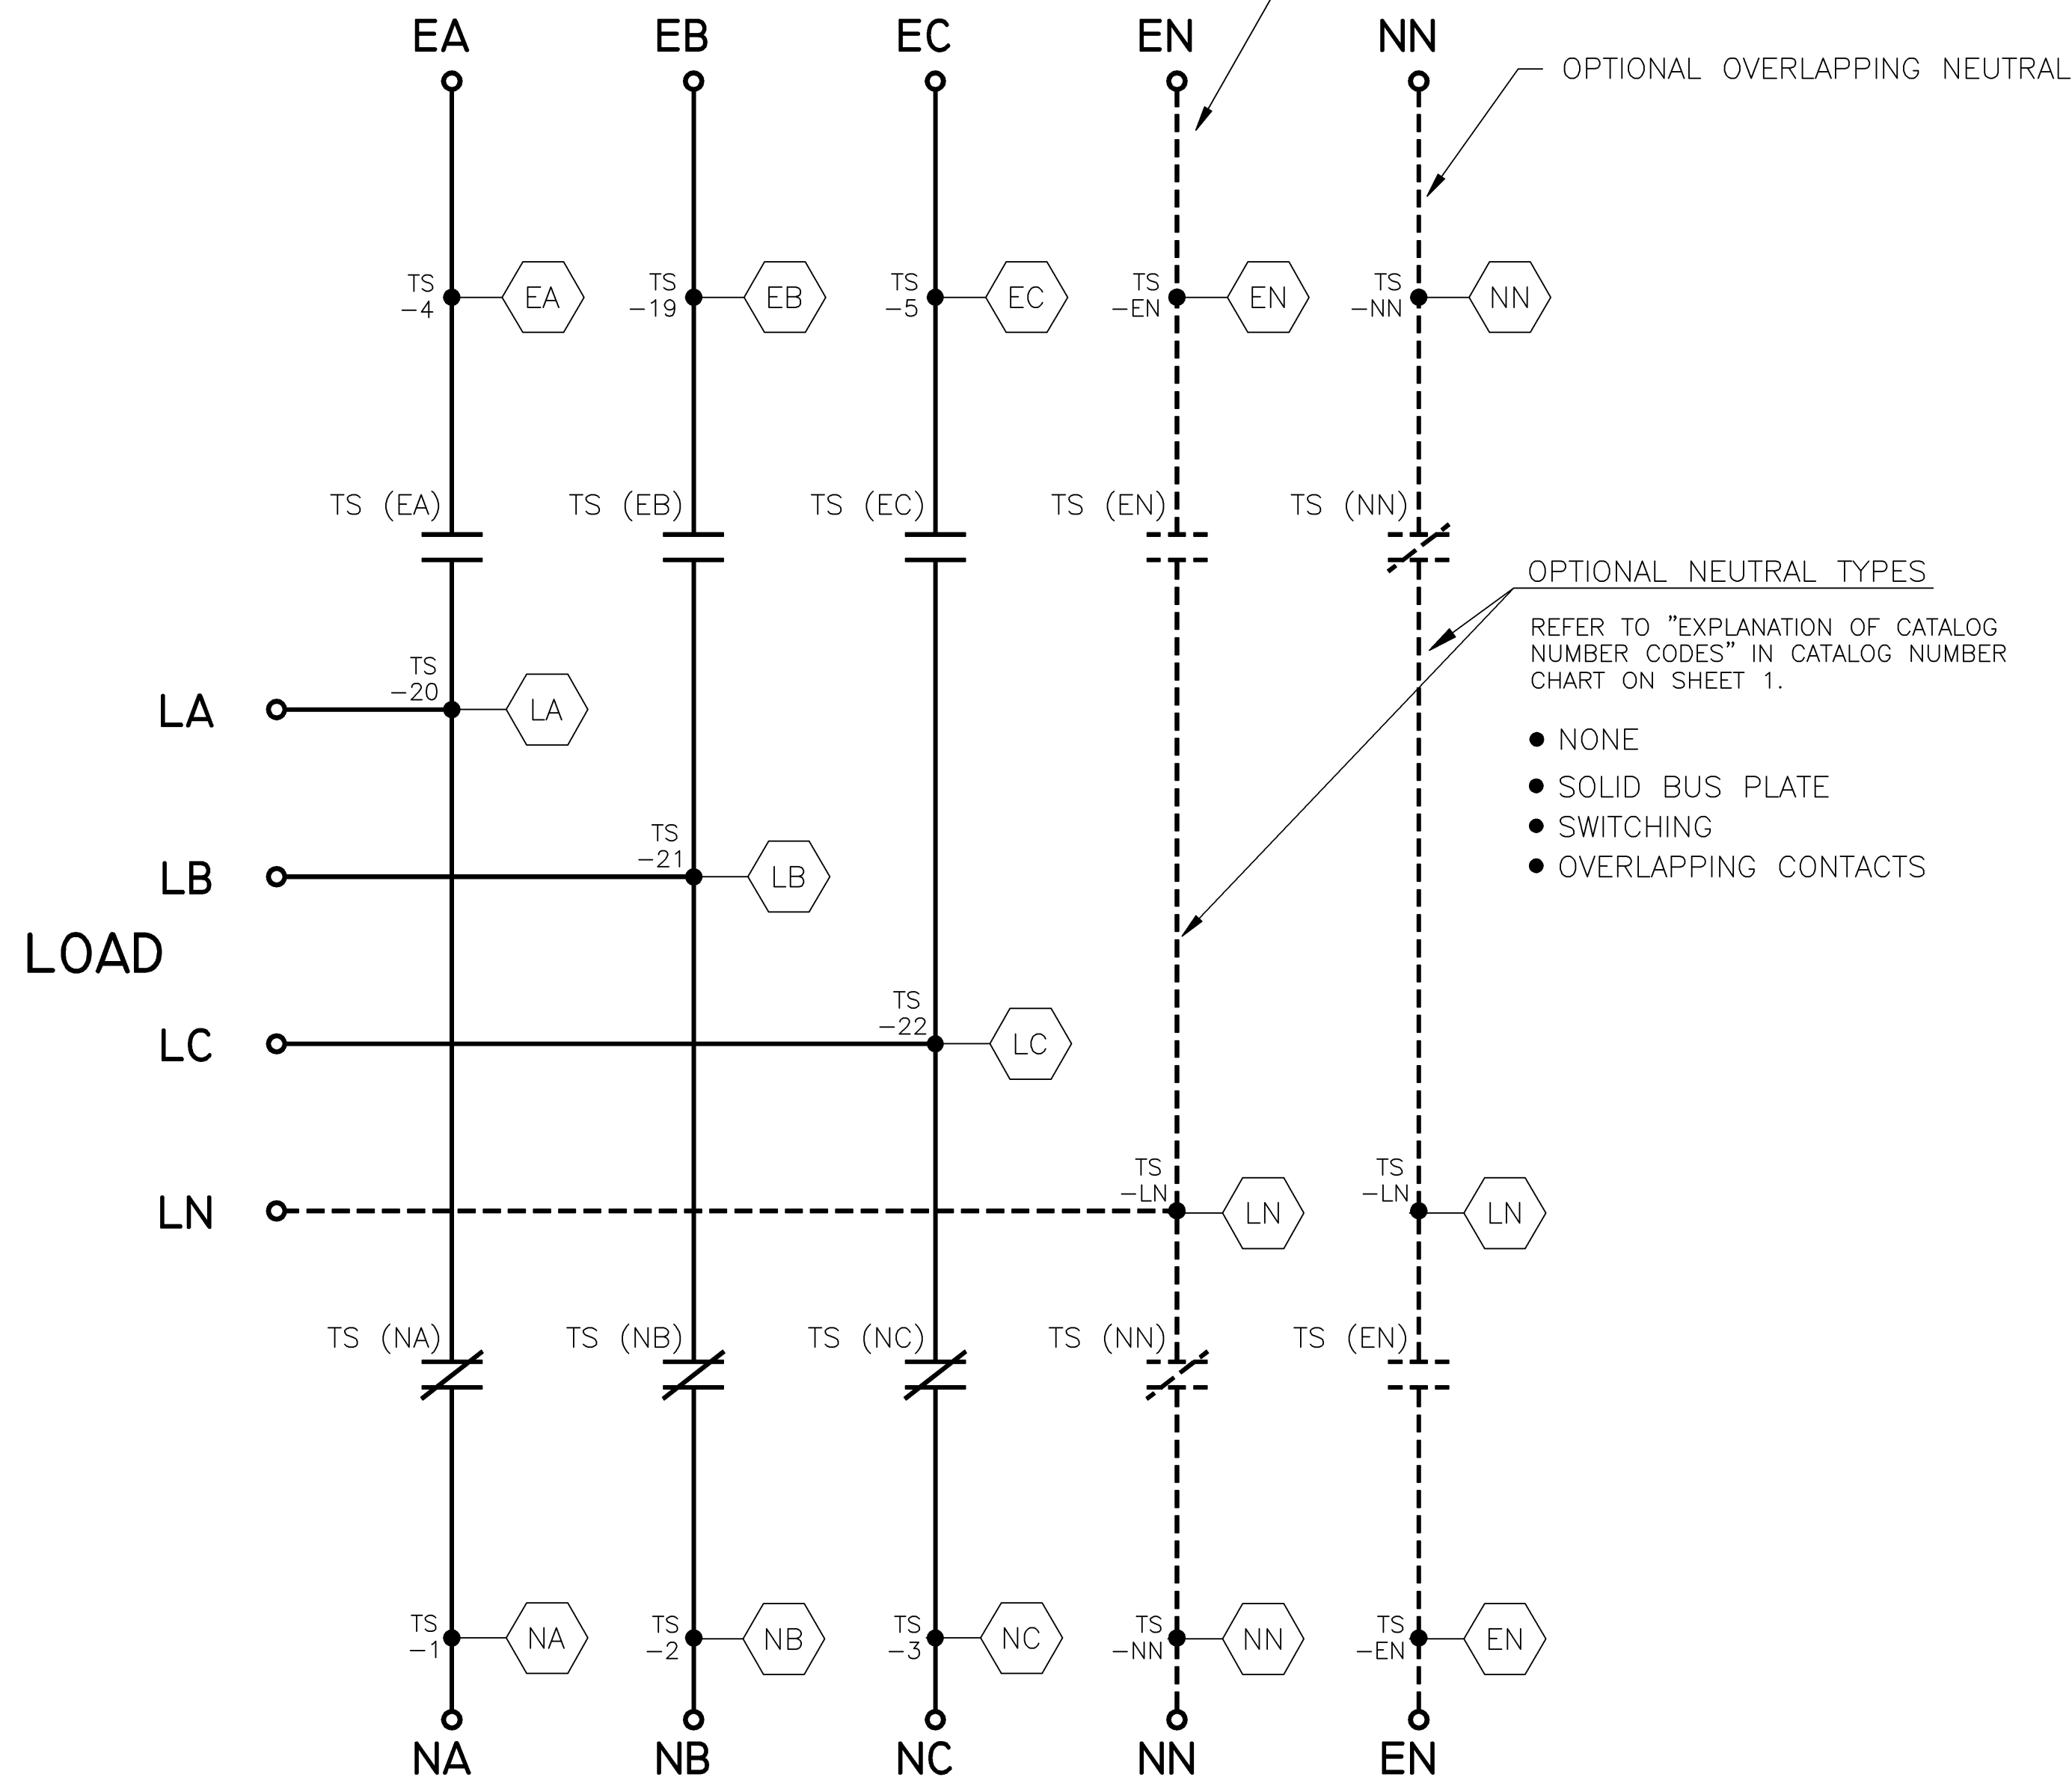 EA EB EC EN NN
OPTIONAL OVERLAPPING NEUTRAL
TS TS TS TS TS
-4 EA -19 EB -5 EC -EN EN -NN NN
TS (EA) TS (EB) TS (EC) TS (EN) TS (NN)
OPTIONAL NEUTRAL TYPES
REFER TO "EXPLANATION OF CATALOG
NUMBER CODES" IN CATALOG NUMBER
CHART ON SHEET 1.
● NONE
● SOLID BUS PLATE
● SWITCHING
● OVERLAPPING CONTACTS
TS
-20
LA LA
TS
-21
LB LB
LOAD
TS
-22
LC LC
TS TS
-LN -LN
LN LN LN
TS (NA) TS (NB) TS (NC) TS (NN) TS (EN)
TS TS TS TS TS
-1 NA -2 NB -3 NC -NN NN -EN EN
NA NB NC NN EN